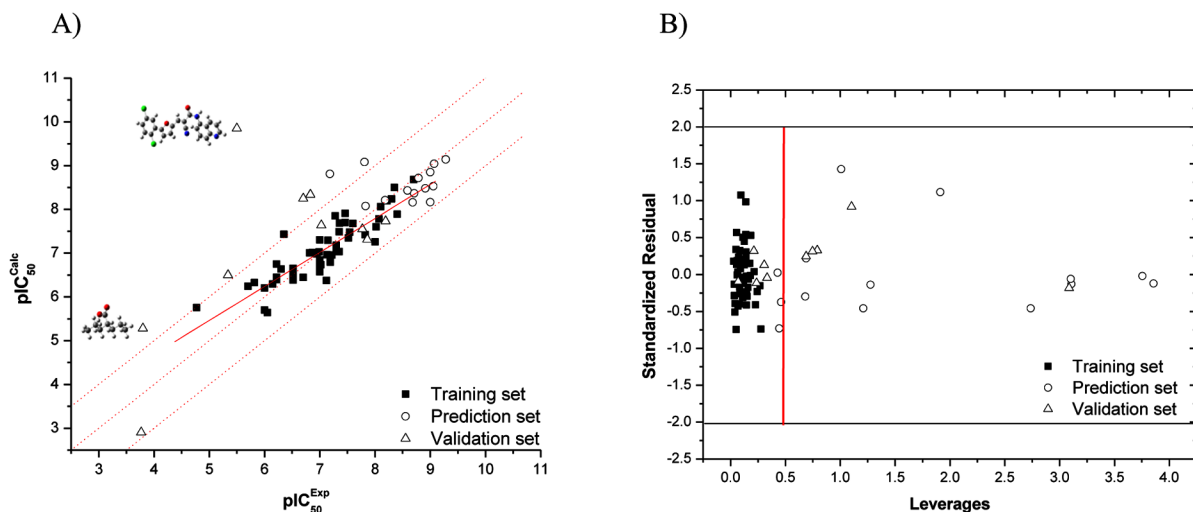 A)
11
10
9
8
7
6
5
4
3
pIC50Calc
3 4 5 6 7 8 9 10 11
pIC50Exp
Training set
Prediction set
Validation set
B)
2.5
2.0
1.5
1.0
0.5
0.0
-0.5
-1.0
-1.5
-2.0
-2.5
Standardized Residual
0.0 0.5 1.0 1.5 2.0 2.5 3.0 3.5 4.0
Leverages
Training set
Prediction set
Validation set